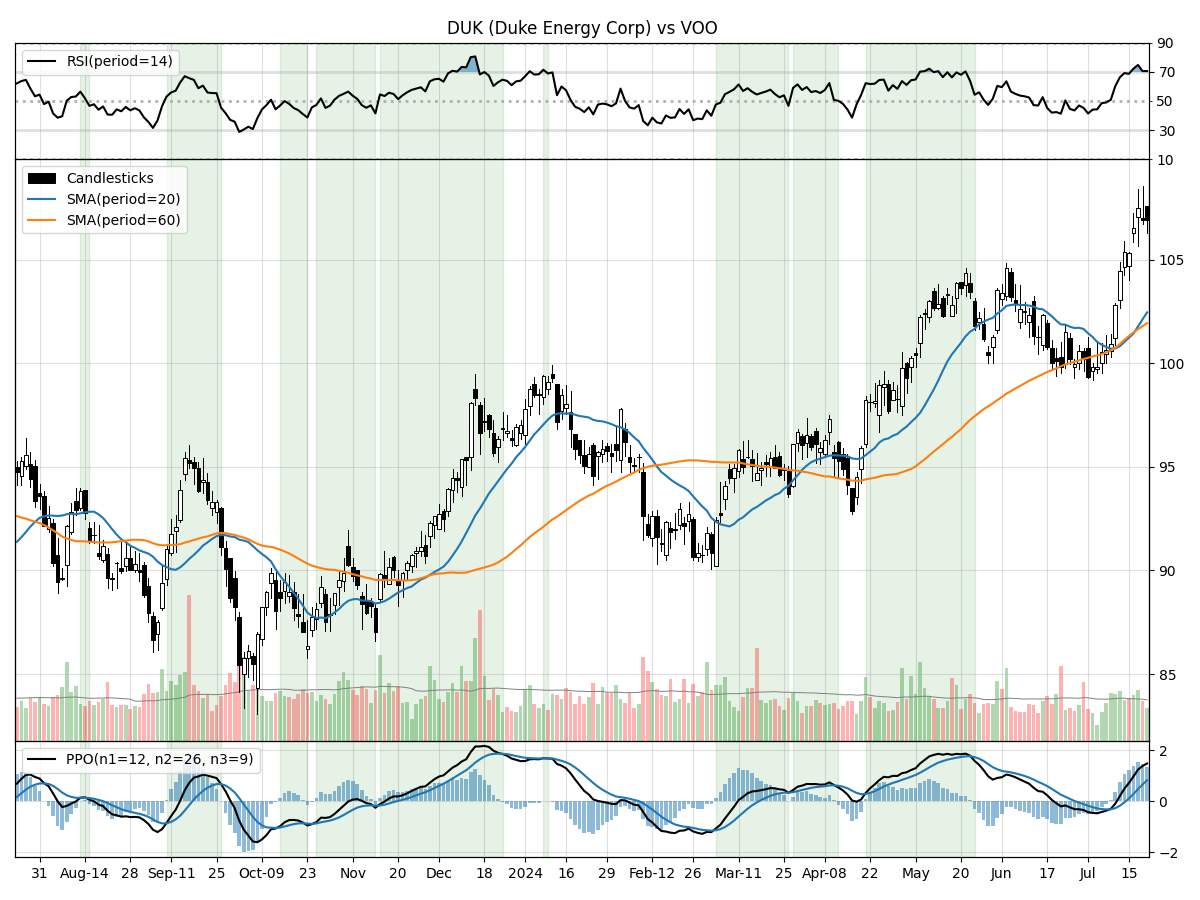 DUK (Duke Energy Corp) vs VOO
RSI(period=14)
90
70
50
30
10
Candlesticks
SMA(period=20)
SMA(period=60)
105
100
95
90
85
PPO(n1=12, n2=26, n3=9)
2
0
−2
31 Aug-14 28 Sep-11 25 Oct-09 23 Nov 20 Dec 18 2024 16 29 Feb-12 26 Mar-11 25 Apr-08 22 May 20 Jun 17 Jul 15